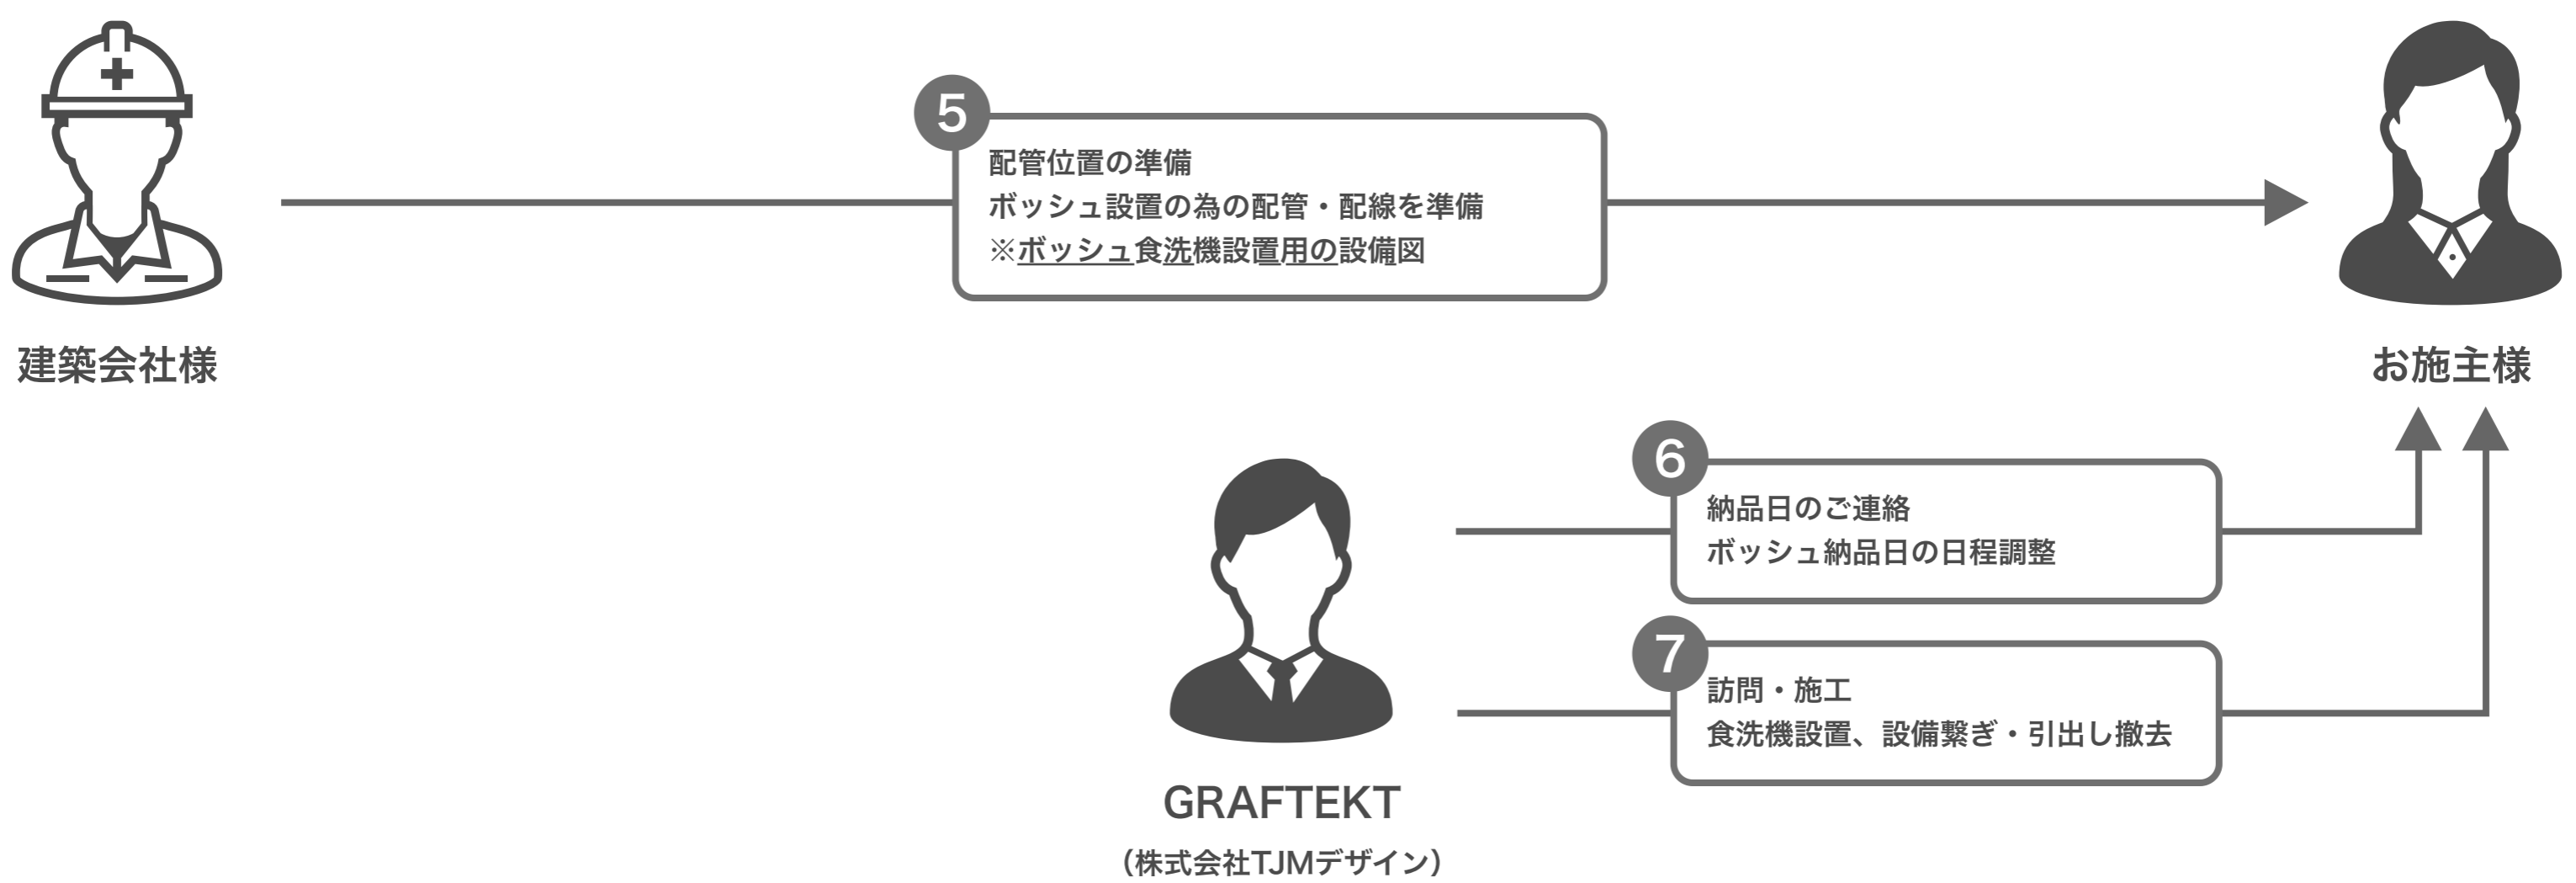 5
配管位置の準備
ボッシュ設置の為の配管・配線を準備
※ボッシュ食洗機設置用の設備図
建築会社様
お施主様
6
納品日のご連絡
ボッシュ納品日の日程調整
7
訪問・施工
食洗機設置、設備繋ぎ・引出し撤去
GRAFTEKT
（株式会社TJMデザイン）